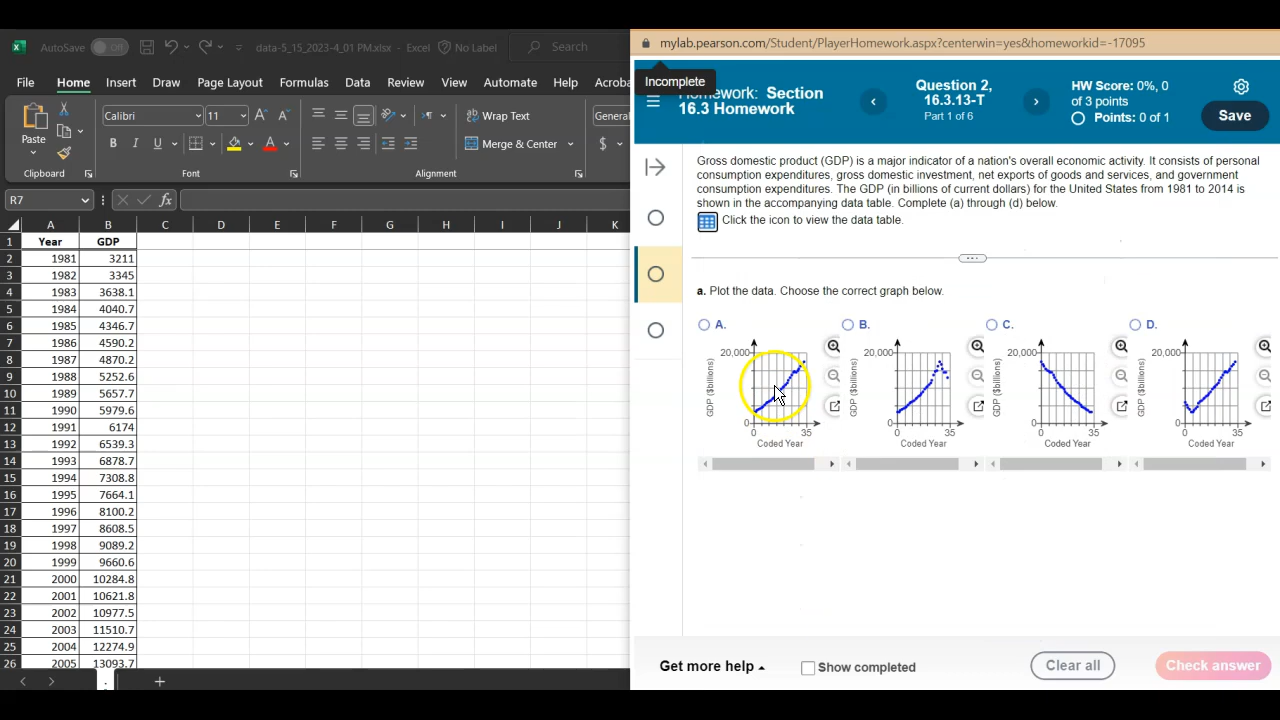 AutoSave Off data-5_15_2023-4_01 PM.xlsx - Excel No Label Search
File Home Insert Draw Page Layout Formulas Data Review View Automate Help Acroba
Paste Calibri 11 Wrap Text General
B I U A Merge & Center $
Clipboard Font Alignment
R7 fx
A B C D E F G H I J K
1 Year GDP
2 1981 3211
3 1982 3345
4 1983 3638.1
5 1984 4040.7
6 1985 4346.7
7 1986 4590.2
8 1987 4870.2
9 1988 5252.6
10 1989 5657.7
11 1990 5979.6
12 1991 6174
13 1992 6539.3
14 1993 6878.7
15 1994 7308.8
16 1995 7664.1
17 1996 8100.2
18 1997 8608.5
19 1998 9089.2
20 1999 9660.6
21 2000 10284.8
22 2001 10621.8
23 2002 10977.5
24 2003 11510.7
25 2004 12274.9
26 2005 13093.7
mylab.pearson.com/Student/PlayerHomework.aspx?centerwin=yes&homeworkid=-17095
Incomplete
Homework: Section
16.3 Homework
Question 2,
16.3.13-T
Part 1 of 6
HW Score: 0%, 0
of 3 points
Points: 0 of 1
Save
Gross domestic product (GDP) is a major indicator of a nation's overall economic activity. It consists of personal
consumption expenditures, gross domestic investment, net exports of goods and services, and government
consumption expenditures. The GDP (in billions of current dollars) for the United States from 1981 to 2014 is
shown in the accompanying data table. Complete (a) through (d) below.
Click the icon to view the data table.
a. Plot the data. Choose the correct graph below.
A. B. C. D.
20,000 20,000 20,000 20,000
GDP ($billions) GDP ($billions) GDP ($billions) GDP ($billions)
0 0 0 0
0 35 0 35 0 35 0 35
Coded Year Coded Year Coded Year Coded Year
Get more help Show completed Clear all Check answer